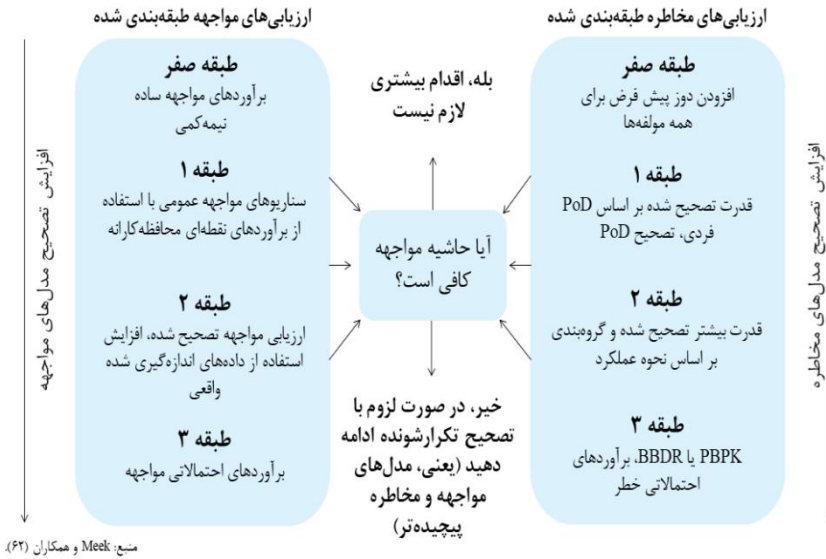 ارزیابی‌های مخاطره طبقه‌بندی شده
طبقه صفر
افزودن دوز پیش فرض برای
همه مولفه‌ها
طبقه ۱
قدرت تصحیح شده بر اساس PoD
فردی، تصحیح PoD
طبقه ۲
قدرت بیشتر تصحیح شده و گروه‌بندی
بر اساس نحوه عملکرد
طبقه ۳
PBPK یا BBDR، برآوردهای
احتمالاتی خطر
افزایش تصحیح مدل‌های مخاطره
بله، اقدام بیشتری
لازم نیست
آیا حاشیه مواجهه
کافی است؟
خیر، در صورت لزوم با
تصحیح تکرارشونده ادامه
دهید (یعنی، مدل‌های
مواجهه و مخاطره
پیچیده‌تر)
ارزیابی‌های مواجهه طبقه‌بندی شده
طبقه صفر
برآوردهای مواجهه ساده
نیمه‌کمی
طبقه ۱
سناریوهای مواجهه عمومی با استفاده
از برآوردهای نقطه‌ای محافظه‌کارانه
طبقه ۲
ارزیابی مواجهه تصحیح شده، افزایش
استفاده از داده‌های اندازه‌گیری شده
واقعی
طبقه ۳
برآوردهای احتمالاتی مواجهه
افزایش تصحیح مدل‌های مواجهه
منبع: Meek و همکاران (۶۲).